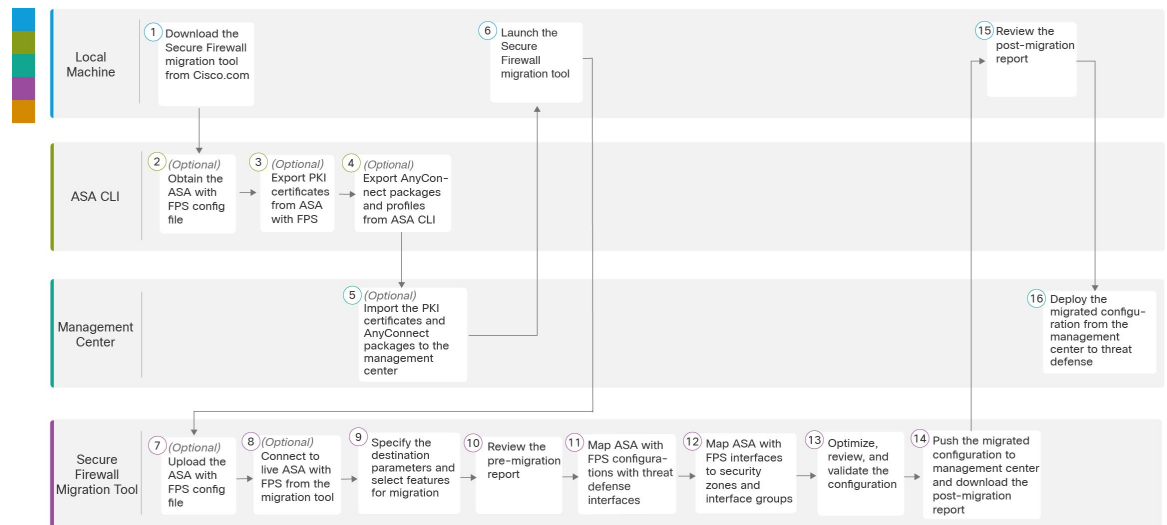 Local
Machine
1
Download the
Secure Firewall
migration tool
from Cisco.com
6
Launch the
Secure
Firewall
migration tool
15
Review the
post-migration
report
ASA CLI
2
(Optional)
Obtain the
ASA with
FPS config
file
3
(Optional)
Export PKI
certificates
from ASA
with FPS
4
(Optional)
Export AnyCon-
nect packages
and profiles
from ASA CLI
Management
Center
5
(Optional)
Import the PKI
certificates and
AnyConnect
packages to the
management
center
16
Deploy the
migrated configu-
ration from the
management
center to threat
defense
Secure
Firewall
Migration Tool
7
(Optional)
Upload the
ASA with
FPS config
file
8
(Optional)
Connect to
live ASA with
FPS from the
migration tool
9
Specify the
destination
parameters and
select features
for migration
10
Review the
pre-migration
report
11
Map ASA with
FPS configura-
tions with threat
defense
interfaces
12
Map ASA with
FPS interfaces
to security
zones and
interface groups
13
Optimize,
review, and
validate the
configuration
14
Push the migrated
configuration to
management center
and download the
post-migration
report